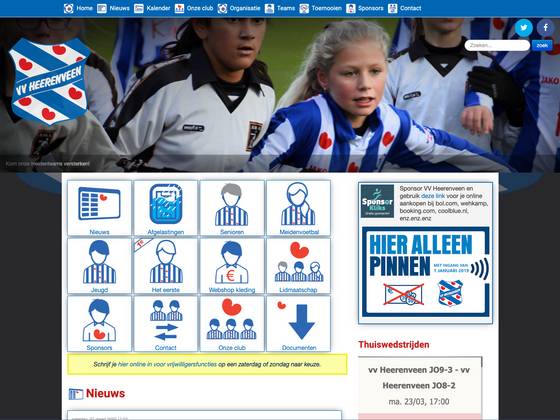 Home Nieuws Kalender Onze club Organisatie Teams Toernooien Sponsors Contact
Zoeken... zoek
VV HEERENVEEN
Kom onze meidenteams versterken!
Nieuws Afgelastingen Senioren Meidenvoetbal
Jeugd Het eerste Webshop kleding Lidmaatschap
Sponsors Contact Onze club Documenten
Schrijf je hier online in voor vrijwilligersfuncties op een zaterdag of zondag naar keuze.
Nieuws
Sponsor
Kliks
Gratis sponsoren!
Sponsor VV Heerenveen en
gebruik deze link voor je online
aankopen bij bol.com, wehkamp,
booking.com, coolblue.nl,
enz.enz.enz
HIER ALLEEN
PINNEN
MET INGANG VAN
1 JANUARI 2019
Thuiswedstrijden
vv Heerenveen JO9-3 - vv
Heerenveen JO8-2
ma. 23/03, 17:00